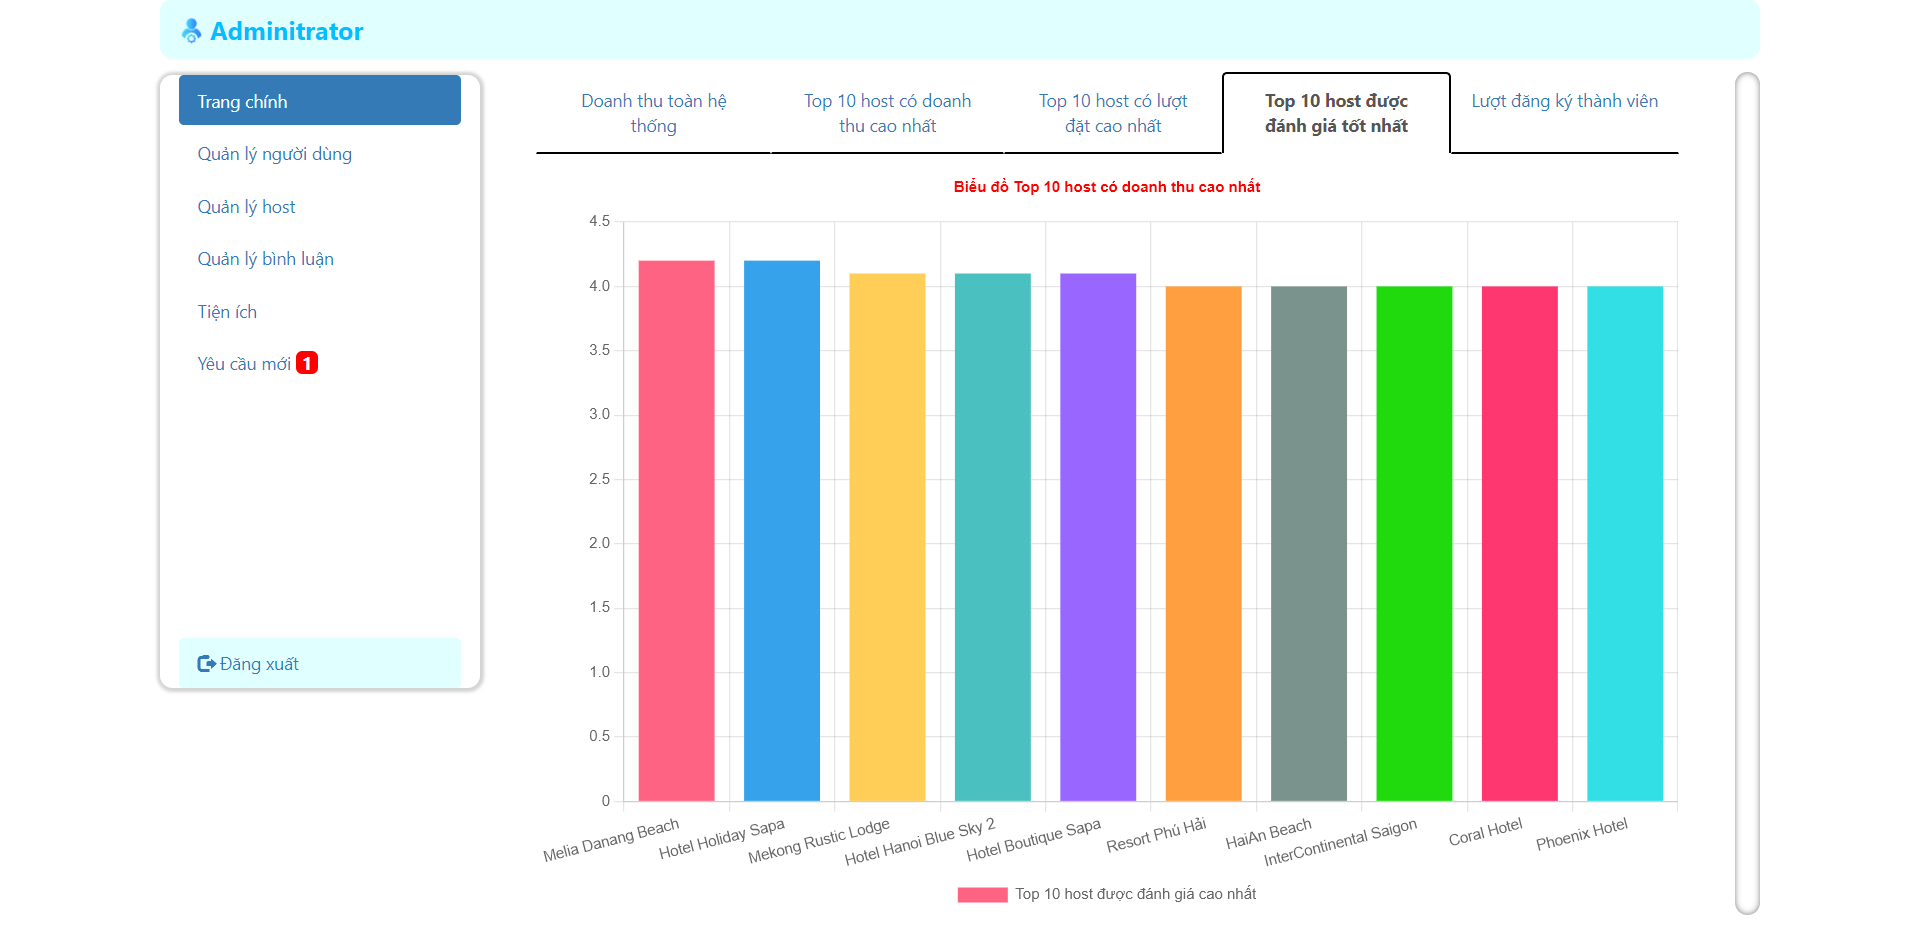 Adminitrator
Trang chính
Quản lý người dùng
Quản lý host
Quản lý bình luận
Tiện ích
Yêu cầu mới 1
Đăng xuất
Doanh thu toàn hệ
thống
Top 10 host có doanh
thu cao nhất
Top 10 host có lượt
đặt cao nhất
Top 10 host được
đánh giá tốt nhất
Lượt đăng ký thành viên
Biểu đồ Top 10 host có doanh thu cao nhất
4.5
4.0
3.5
3.0
2.5
2.0
1.5
1.0
0.5
0
Melia Danang Beach
Hotel Holiday Sapa
Mekong Rustic Lodge
Hotel Hanoi Blue Sky 2
Hotel Boutique Sapa
Resort Phú Hải
HaiAn Beach
InterContinental Saigon
Coral Hotel
Phoenix Hotel
Top 10 host được đánh giá cao nhất